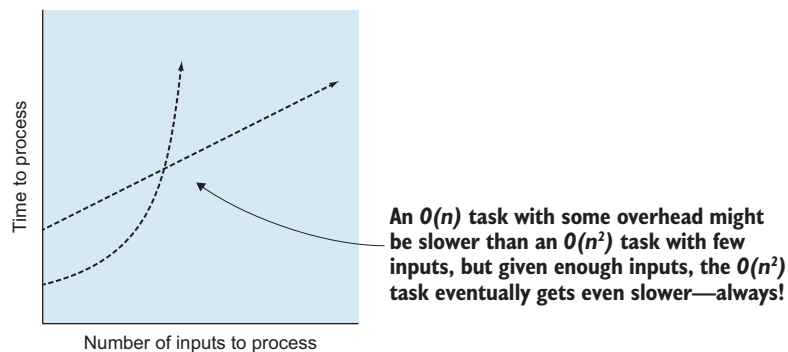 Time to process
Number of inputs to process
An O(n) task with some overhead might
be slower than an O(n²) task with few
inputs, but given enough inputs, the O(n²)
task eventually gets even slower—always!